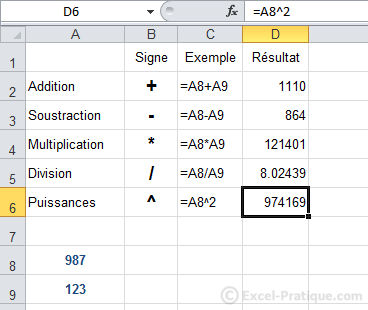 D6 fx =A8^2
A B C D
1 Signe Exemple Résultat
2 Addition + =A8+A9 1110
3 Soustraction - =A8-A9 864
4 Multiplication * =A8*A9 121401
5 Division / =A8/A9 8.02439
6 Puissances ^ =A8^2 974169
7
8 987
9 123
Excel-Pratique.com